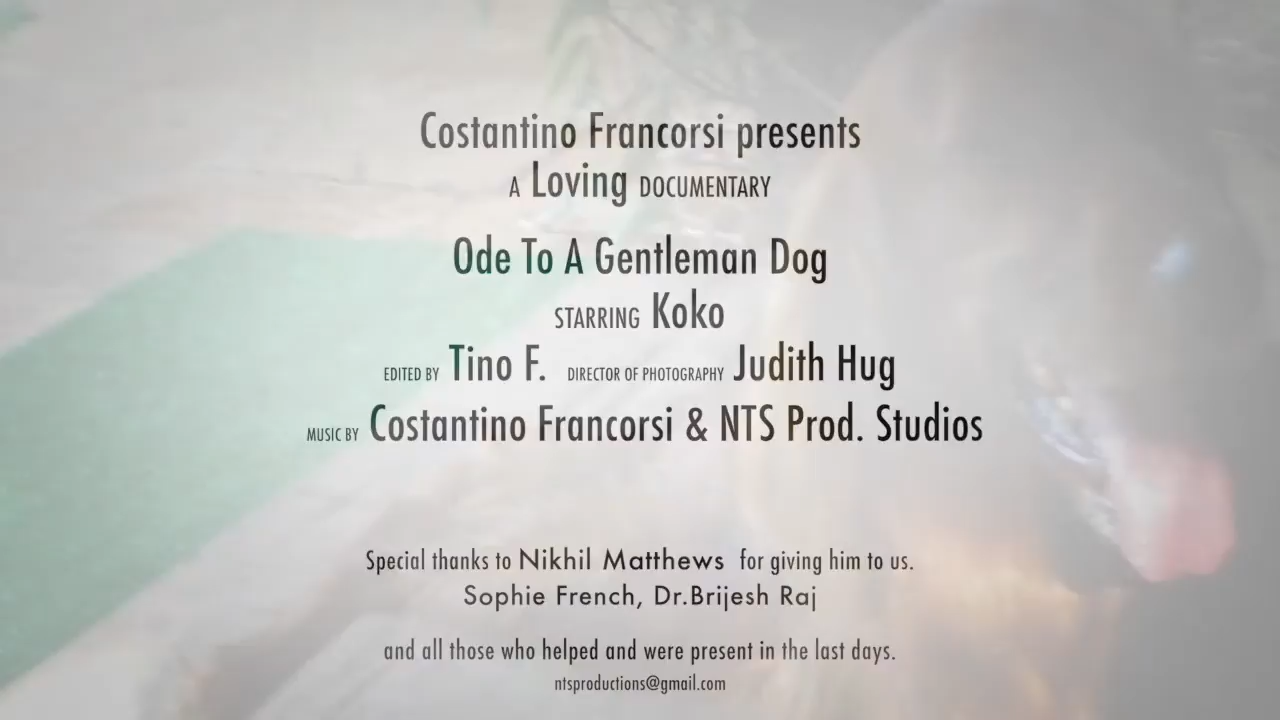 Costantino Francorsi presents
A Loving DOCUMENTARY
Ode To A Gentleman Dog
STARRING Koko
EDITED BY Tino F. DIRECTOR OF PHOTOGRAPHY Judith Hug
MUSIC BY Costantino Francorsi & NTS Prod. Studios
Special thanks to Nikhil Matthews for giving him to us.
Sophie French, Dr.Brijesh Raj
and all those who helped and were present in the last days.
ntsproductions@gmail.com